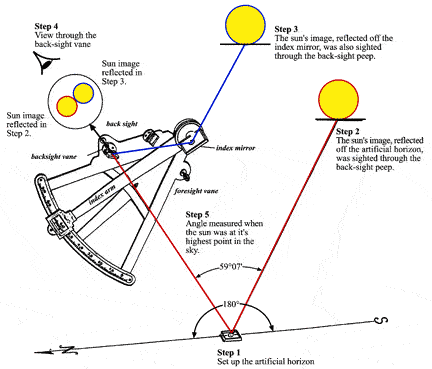 Step 4
View through the
back-sight vane
Sun image
reflected in
Step 3.
Sun image
reflected in
Step 2.
back sight
backsight vane
index arm
index mirror
foresight vane
Step 3
The sun's image, reflected off the
index mirror, was also sighted
through the back-sight peep.
Step 2
The sun's image, reflected
off the artificial horizon,
was sighted through the
back-sight peep.
Step 5
Angle measured when
the sun was at it's
highest point in the
sky.
59°07'
180°
N
S
Step 1
Set up the artificial horizon